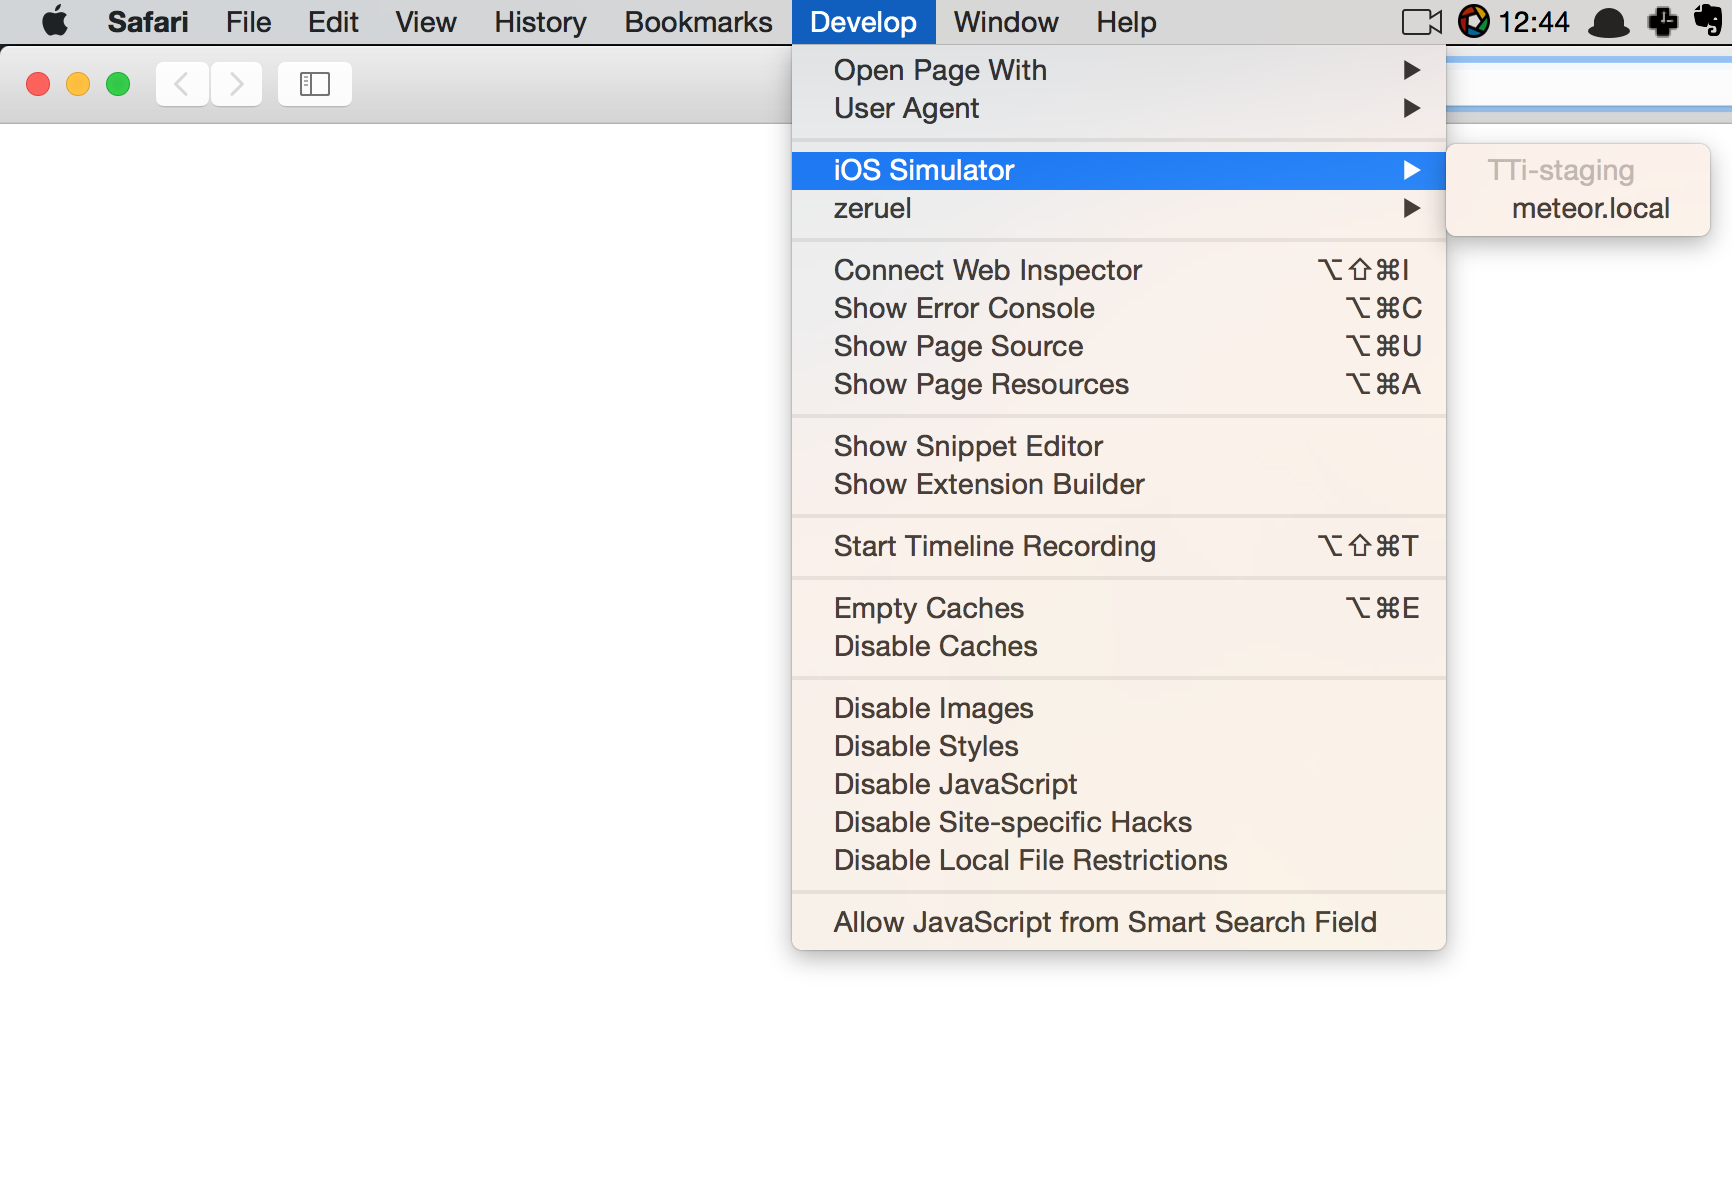 Safari File Edit View History Bookmarks Develop Window Help 12:44
Open Page With
User Agent
iOS Simulator
TTi-staging
zeruel
meteor.local
Connect Web Inspector ⌥⇧⌘I
Show Error Console ⌥⌘C
Show Page Source ⌥⌘U
Show Page Resources ⌥⌘A
Show Snippet Editor
Show Extension Builder
Start Timeline Recording ⌥⇧⌘T
Empty Caches ⌥⌘E
Disable Caches
Disable Images
Disable Styles
Disable JavaScript
Disable Site-specific Hacks
Disable Local File Restrictions
Allow JavaScript from Smart Search Field